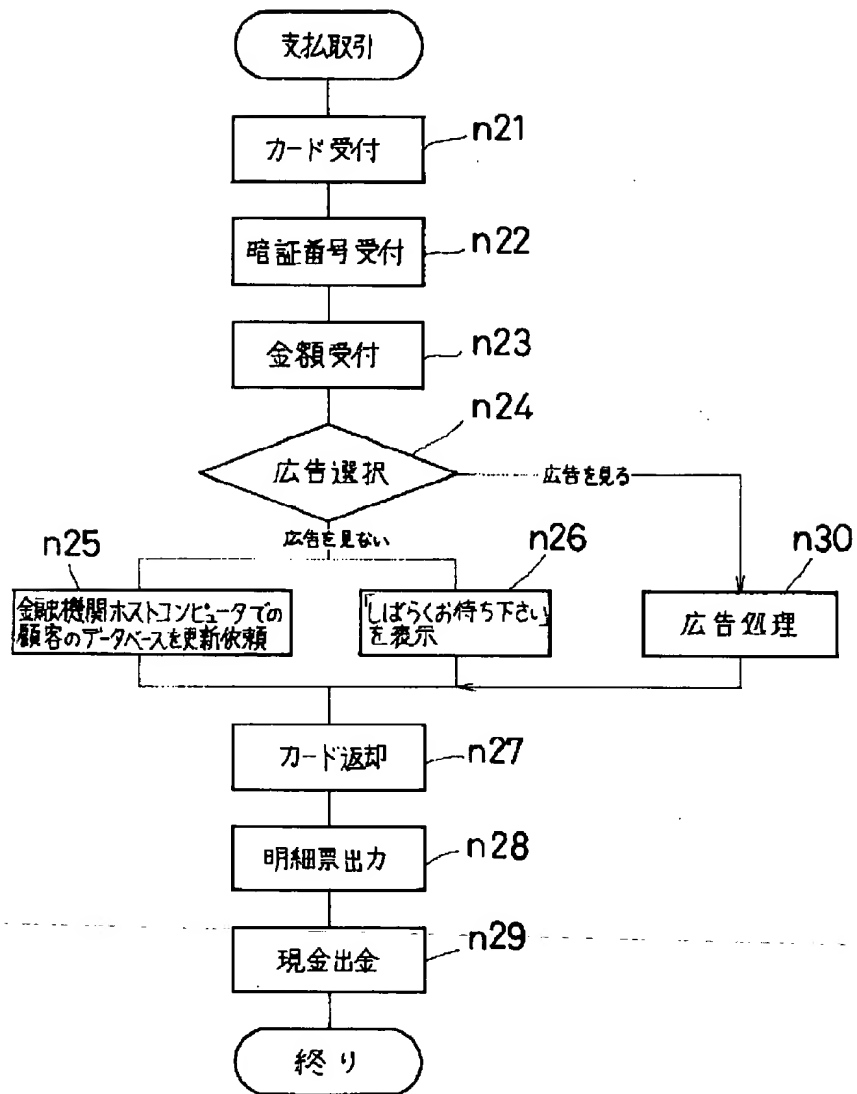 支払取引
カード受付
n21
暗証番号受付
n22
金額受付
n23
n24
広告選択
広告を見る
広告を見ない
n25
n26
n30
金融機関ホストコンピュータでの
顧客のデータベースを更新依頼
「しばらくお待ち下さい」
を表示
広告処理
カード返却
n27
明細票出力
n28
現金出金
n29
終り